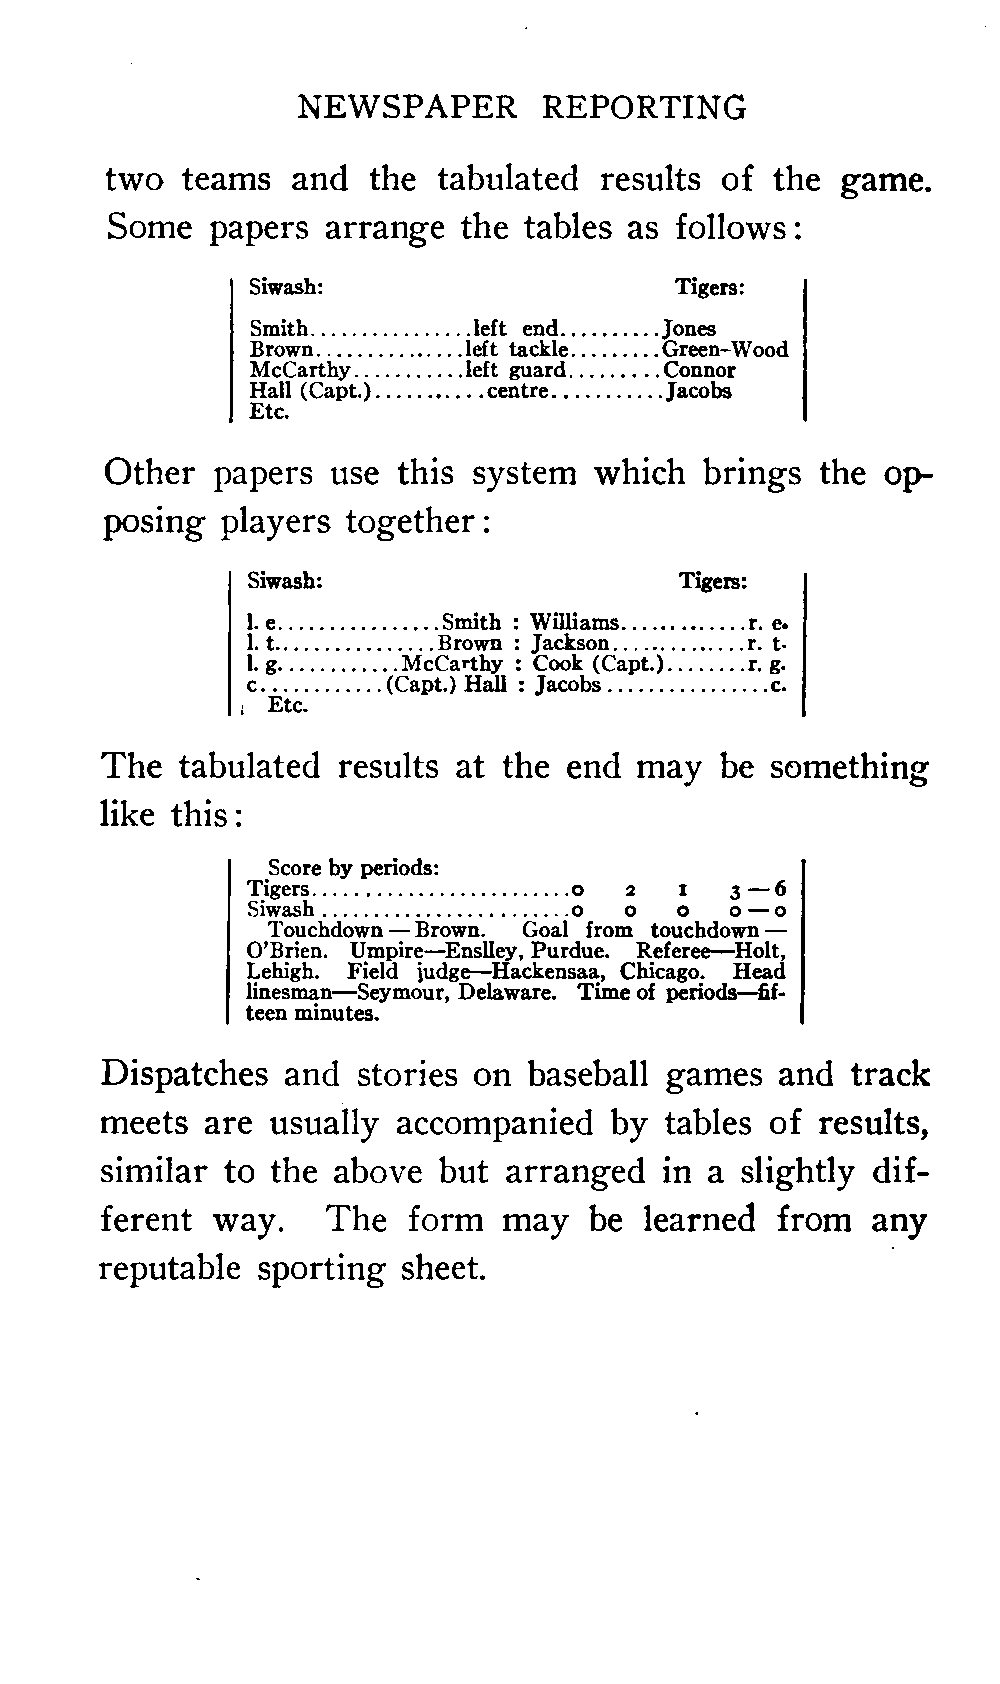 NEWSPAPER REPORTING
two teams and the tabulated results of the game.
Some papers arrange the tables as follows:
Siwash: Tigers:
Smith................left end..........Jones
Brown...............left tackle.........Green-Wood
McCarthy...........left guard.........Connor
Hall (Capt.)...........centre...........Jacobs
Etc.
Other papers use this system which brings the op-
posing players together:
Siwash: Tigers:
l. e................Smith : Williams.............r. e.
l. t................Brown : Jackson..............r. t.
l. g............McCarthy : Cook (Capt.)........r. g.
c............(Capt.) Hall : Jacobs................c.
Etc.
The tabulated results at the end may be something
like this:
Score by periods:
Tigers.........................0 2 1 3—6
Siwash........................0 0 0 0—0
Touchdown—Brown. Goal from touchdown—
O'Brien. Umpire—Enslley, Purdue. Referee—Holt,
Lehigh. Field judge—Hackensaa, Chicago. Head
linesman—Seymour, Delaware. Time of periods—fif-
teen minutes.
Dispatches and stories on baseball games and track
meets are usually accompanied by tables of results,
similar to the above but arranged in a slightly dif-
ferent way. The form may be learned from any
reputable sporting sheet.